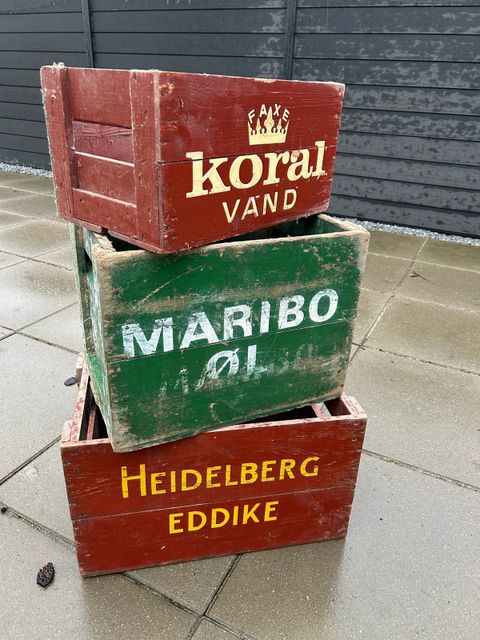 FAXE
Koral
VAND
MARIBO
ØL
HEIDELBERG
EDDIKE